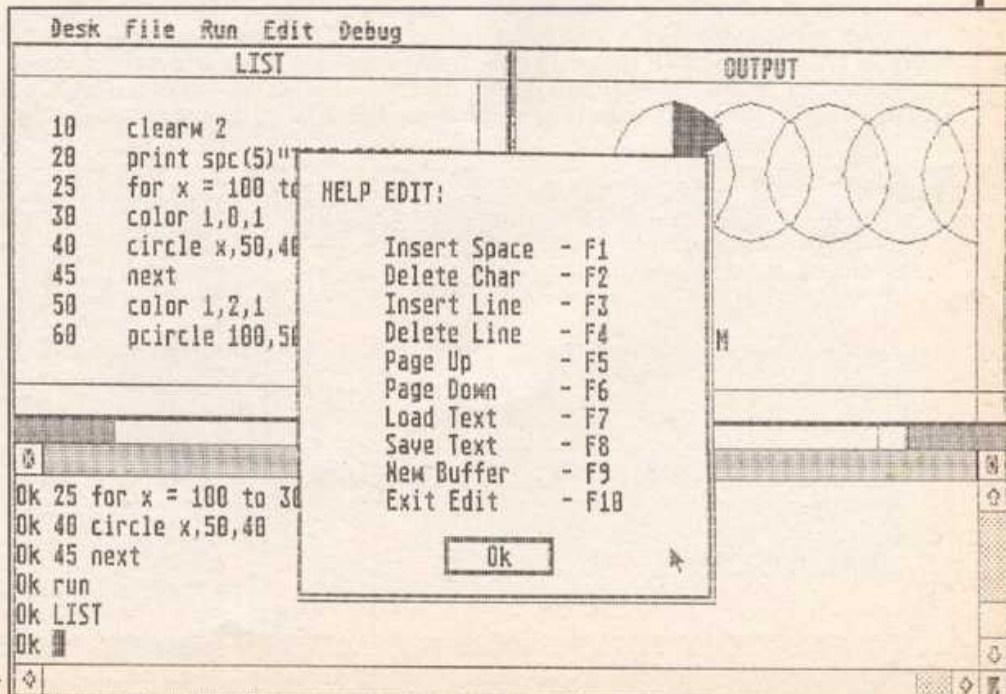 Desk File Run Edit Debug
LIST
OUTPUT
10 clearw 2
20 print spc(5)"
25 for x = 100 to
30 color 1,0,1
40 circle x,50,40
45 next
50 color 1,2,1
60 pcircle 100,50
M
HELP EDIT:
Insert Space - F1
Delete Char - F2
Insert Line - F3
Delete Line - F4
Page Up - F5
Page Down - F6
Load Text - F7
Save Text - F8
New Buffer - F9
Exit Edit - F10
Ok
Ok 25 for x = 100 to 30
Ok 40 circle x,50,40
Ok 45 next
Ok run
Ok LIST
Ok